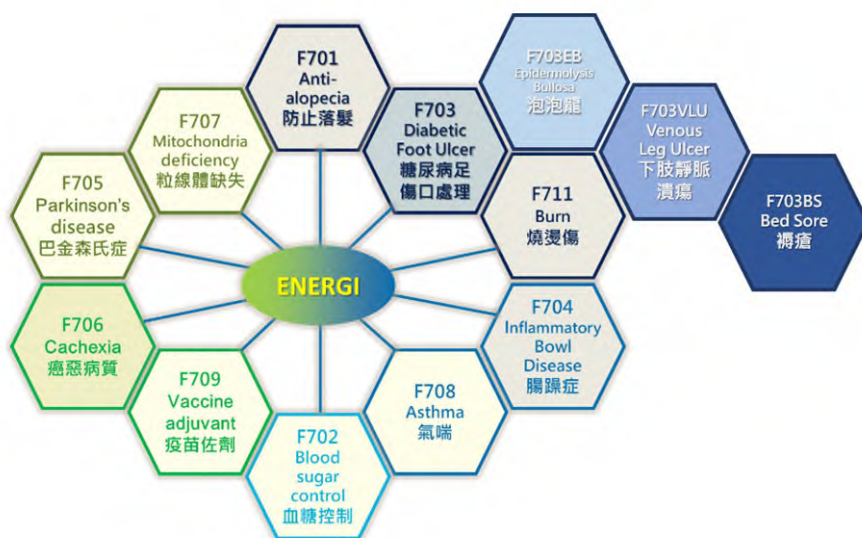 F701
Anti-
alopecia
防止落髮
F703EB
Epidermolysis
Bullosa
泡泡龍
F707
Mitochondria
deficiency
粒線體缺失
F703
Diabetic
Foot Ulcer
糖尿病足
傷口處理
F703VLU
Venous
Leg Ulcer
下肢靜脈
潰瘍
F705
Parkinson's
disease
巴金森氏症
F711
Burn
燒燙傷
F703BS
Bed Sore
褥瘡
ENERGI
F706
Cachexia
癌惡病質
F704
Inflammatory
Bowl
Disease
腸躁症
F709
Vaccine
adjuvant
疫苗佐劑
F708
Asthma
氣喘
F702
Blood
sugar
control
血糖控制